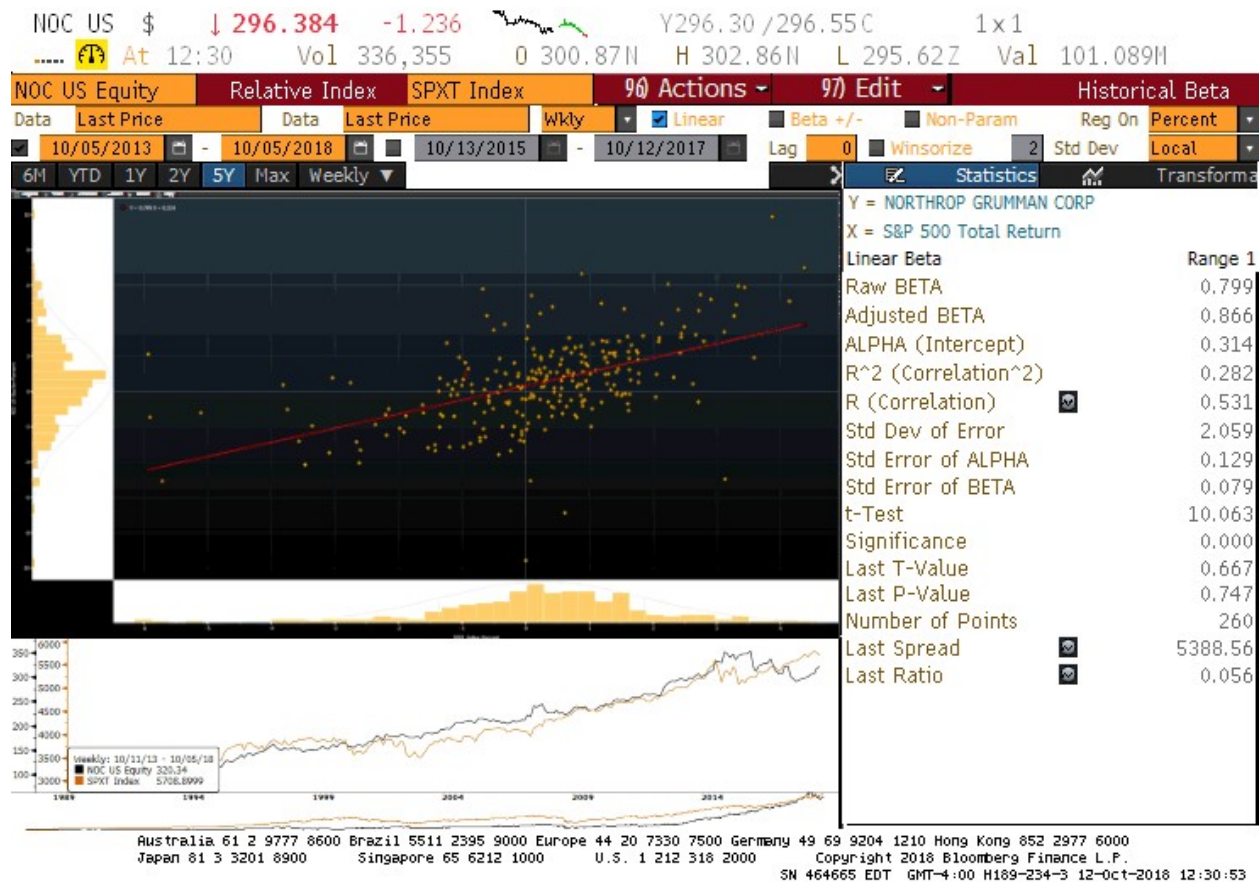 NOC US $ ↓ 296.384 -1.236 Y296.30 /296.55C 1x1
At 12:30 Vol 336,355 O 300.87N H 302.86N L 295.62Z Val 101.089M
NOC US Equity Relative Index SPXT Index 96) Actions 97) Edit Historical Beta
Data Last Price Data Last Price Wkly Linear Beta +/- Non-Param Reg On Percent
10/05/2013 - 10/05/2018 10/13/2015 - 10/12/2017 Lag 0 Winsorize 2 Std Dev Local
6M YTD 1Y 2Y 5Y Max Weekly ▼ Statistics Transforma
Y = NORTHROP GRUMMAN CORP
X = S&P 500 Total Return
Linear Beta Range 1
Raw BETA 0.799
Adjusted BETA 0.866
ALPHA (Intercept) 0.314
R^2 (Correlation^2) 0.282
R (Correlation) 0.531
Std Dev of Error 2.059
Std Error of ALPHA 0.129
Std Error of BETA 0.079
t-Test 10.063
Significance 0.000
Last T-Value 0.667
Last P-Value 0.747
Number of Points 260
Last Spread 5388.56
Last Ratio 0.056
6000
350 5500
300
250 5000
4500
200
4000
150
3500
100
3000
Weekly: 10/11/13 - 10/05/18
NOC US Equity 320.34
SPXT Index 5708.8999
1989 1994 1999 2004 2009 2014
Australia 61 2 9777 8600 Brazil 5511 2395 9000 Europe 44 20 7330 7500 Germany 49 69 9204 1210 Hong Kong 852 2977 6000
Japan 81 3 3201 8900 Singapore 65 6212 1000 U.S. 1 212 318 2000 Copyright 2018 Bloomberg Finance L.P.
SN 464665 EDT GMT-4:00 H189-234-3 12-Oct-2018 12:30:53